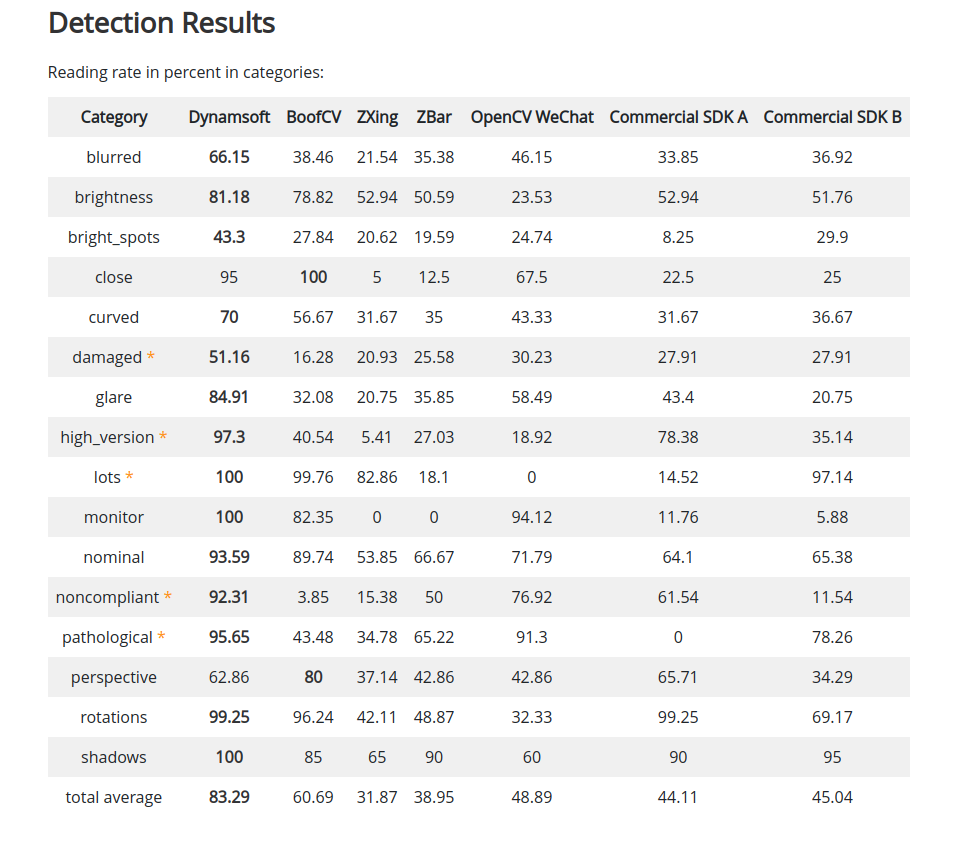 Detection Results
Reading rate in percent in categories:
Category Dynamsoft BoofCV ZXing ZBar OpenCV WeChat Commercial SDK A Commercial SDK B
blurred 66.15 38.46 21.54 35.38 46.15 33.85 36.92
brightness 81.18 78.82 52.94 50.59 23.53 52.94 51.76
bright_spots 43.3 27.84 20.62 19.59 24.74 8.25 29.9
close 95 100 5 12.5 67.5 22.5 25
curved 70 56.67 31.67 35 43.33 31.67 36.67
damaged * 51.16 16.28 20.93 25.58 30.23 27.91 27.91
glare 84.91 32.08 20.75 35.85 58.49 43.4 20.75
high_version * 97.3 40.54 5.41 27.03 18.92 78.38 35.14
lots * 100 99.76 82.86 18.1 0 14.52 97.14
monitor 100 82.35 0 0 94.12 11.76 5.88
nominal 93.59 89.74 53.85 66.67 71.79 64.1 65.38
noncompliant * 92.31 3.85 15.38 50 76.92 61.54 11.54
pathological * 95.65 43.48 34.78 65.22 91.3 0 78.26
perspective 62.86 80 37.14 42.86 42.86 65.71 34.29
rotations 99.25 96.24 42.11 48.87 32.33 99.25 69.17
shadows 100 85 65 90 60 90 95
total average 83.29 60.69 31.87 38.95 48.89 44.11 45.04